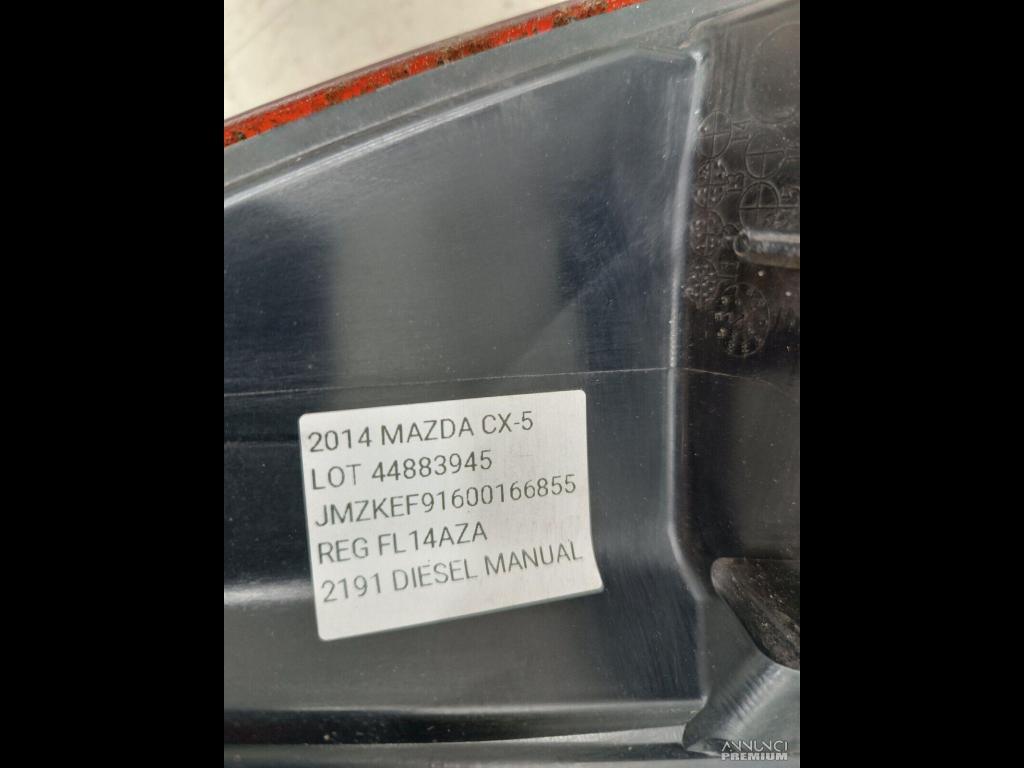 2014 MAZDA CX-5
LOT 44883945
JMZKEF91600166855
REG FL14AZA
2191 DIESEL MANUAL
ANNUNCI
PREMIUM